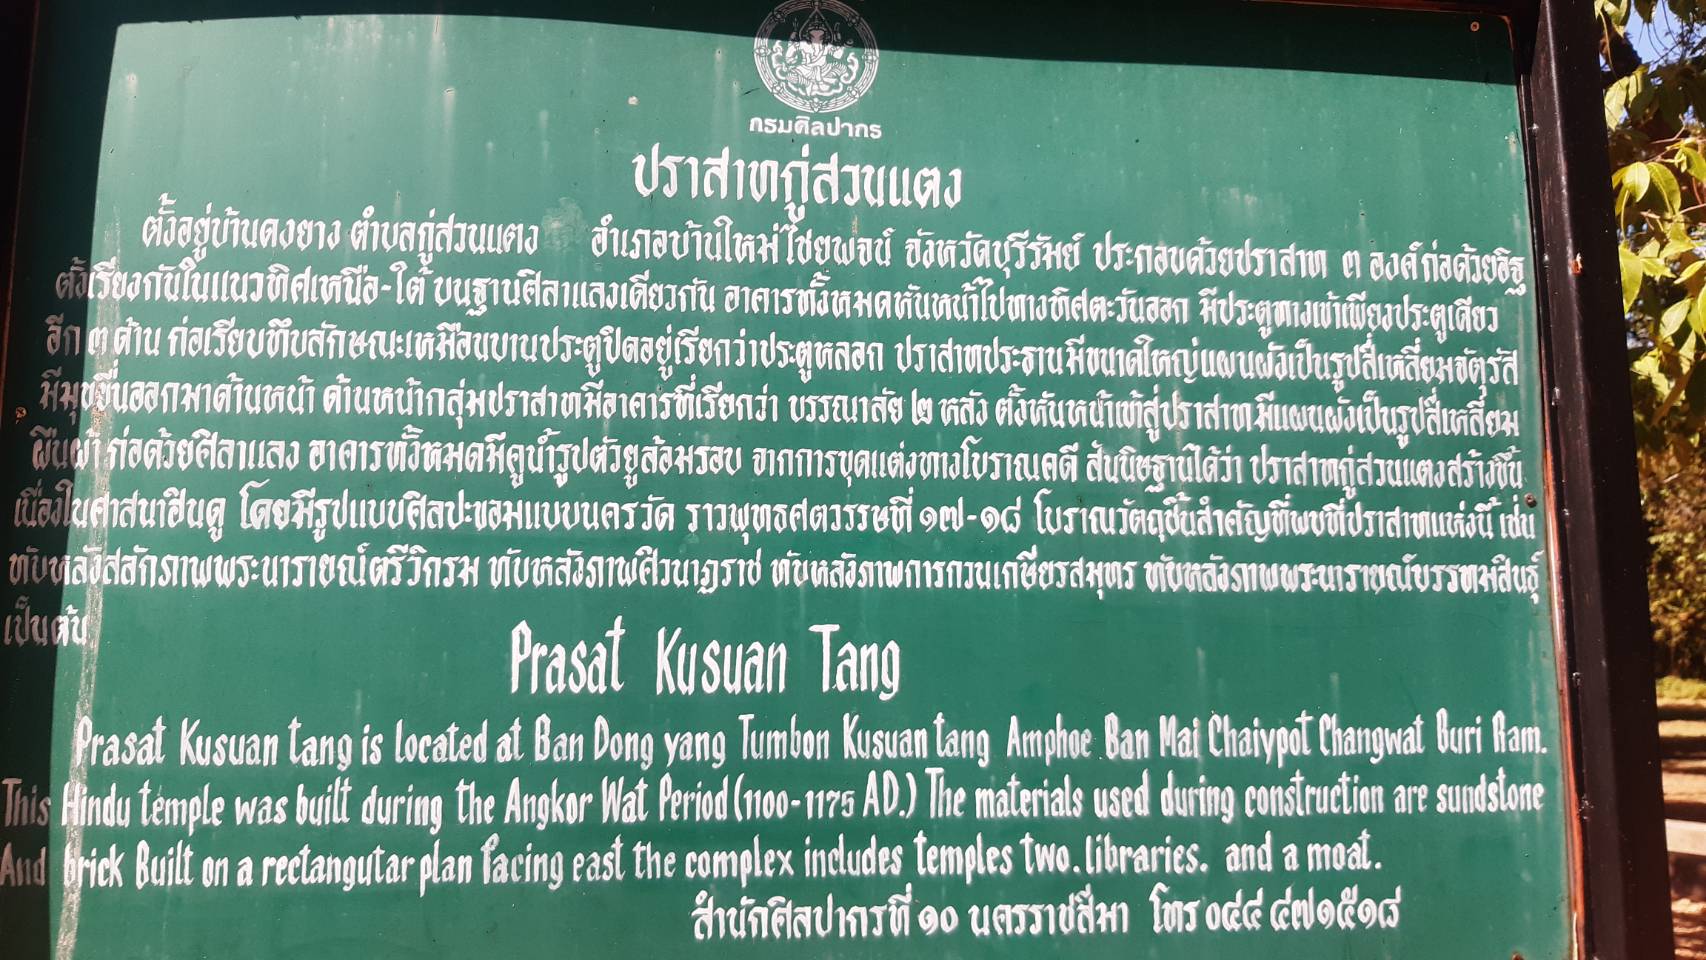 กรมศิลปากร
ปราสาทกู่สวนแตง
ตั้งอยู่บ้านดงยาง ตำบลกู่สวนแตง อำเภอบ้านใหม่ไชยพจน์ จังหวัดบุรีรัมย์ ประกอบด้วยปราสาท ๓ องค์ ก่อด้วยอิฐ
ตั้งเรียงกันในแนวทิศเหนือ-ใต้ บนฐานศิลาแลงเดียวกัน อาคารทั้งหมดหันหน้าไปทางทิศตะวันออก มีประตูทางเข้าเพียงประตูเดียว
อีก ๓ ด้าน ก่อเรียบทึบลักษณะเหมือนบานประตูปิดอยู่เรียกว่าประตูหลอก ปราสาทประธานมีขนาดใหญ่แผนผังเป็นรูปสี่เหลี่ยมจัตุรัส
มีมุขยื่นออกมาด้านหน้า ด้านหน้ากลุ่มปราสาทมีอาคารที่เรียกว่า บรรณาลัย ๒ หลัง ตั้งหันหน้าเข้าสู่ปราสาท มีแผนผังเป็นรูปสี่เหลี่ยม
ผืนผ้า ก่อด้วยศิลาแลง อาคารทั้งหมดมีคูน้ำรูปตัวยูล้อมรอบ จากการขุดแต่งทางโบราณคดี สันนิษฐานได้ว่า ปราสาทกู่สวนแตงสร้างขึ้น
เนื่องในศาสนาฮินดู โดยมีรูปแบบศิลปะขอมแบบนครวัด ราวพุทธศตวรรษที่ ๑๗-๑๘ โบราณวัตถุชิ้นสำคัญที่พบที่ปราสาทแห่งนี้ เช่น
ทับหลังสลักภาพพระนารายณ์ตรีวิกรม ทับหลังภาพศิวนาฏราช ทับหลังภาพการกวนเกษียรสมุทร ทับหลังภาพพระนารายณ์บรรทมสินธุ์
เป็นต้น
Prasat Kusuan Tang
Prasat Kusuan tang is located at Ban Dong yang Tumbon Kusuan tang Amphoe Ban Mai Chaiypot Changwat Buri Ram.
This Hindu temple was built during the Angkor Wat Period (1100-1175 AD.) The materials used during construction are sundstone
And brick Built on a rectangutar plan facing east the complex includes temples two. libraries. and a moat.
สำนักศิลปากรที่ ๑๐ นครราชสีมา โทร ๐๔๔ ๔๗๑๕๑๘